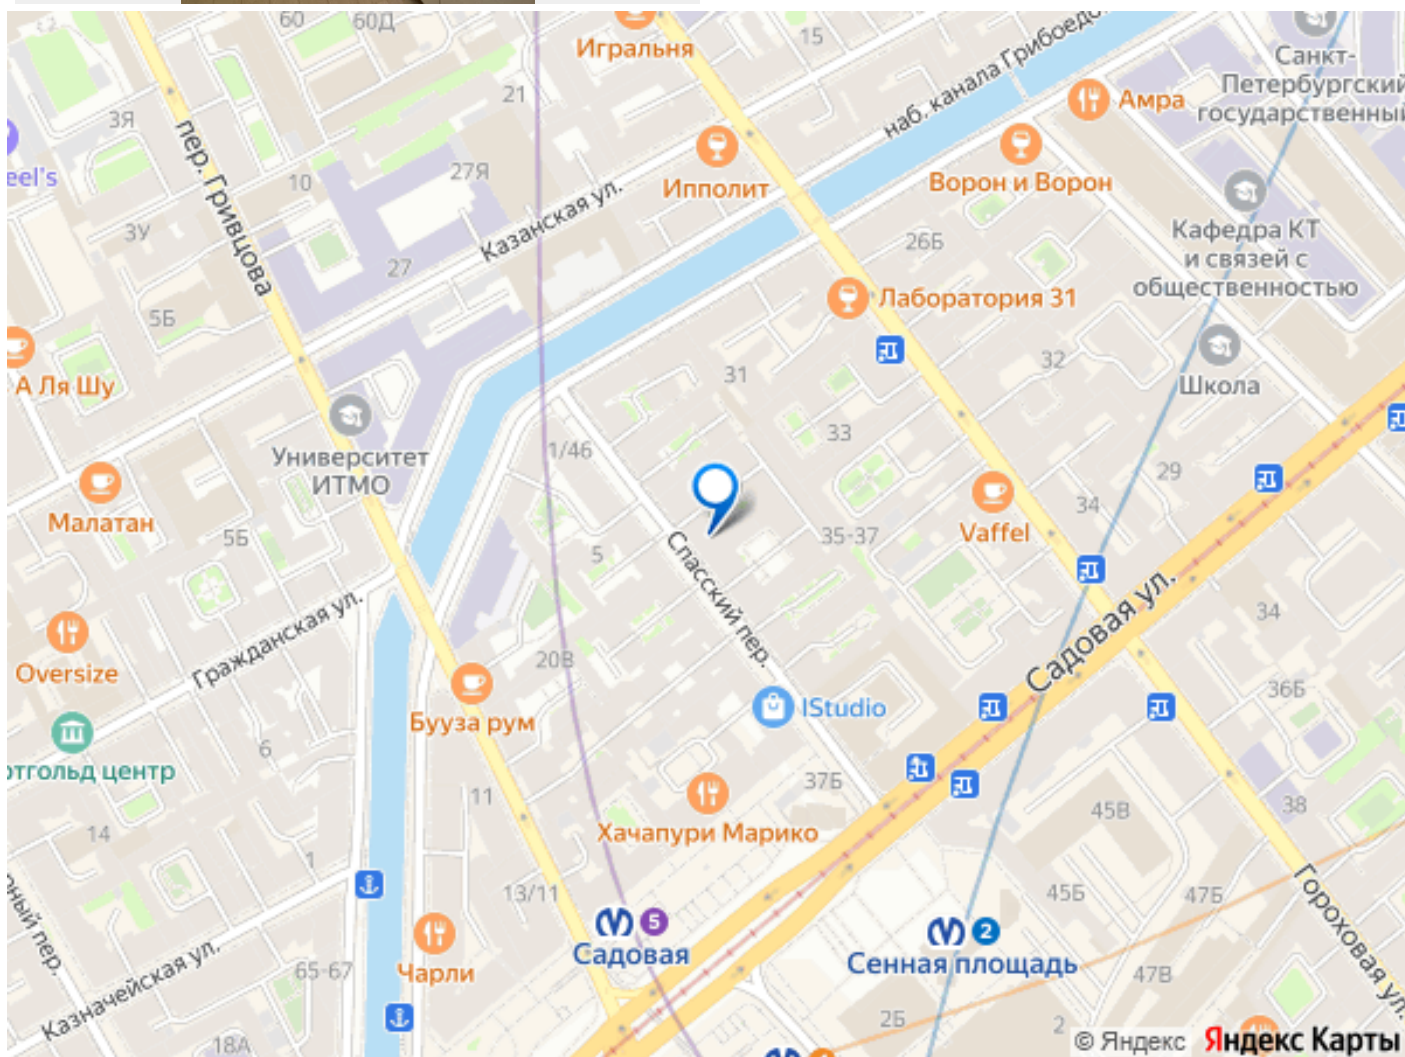 60
60Д
Игральня
15
Санкт-
Петербургский
государственный
21
3Я
наб. канала Грибоедо
Амра
пер. Гривцова
27Я
10
Казанская ул.
Ипполит
Ворон и Ворон
eel's
3У
27
26Б
Кафедра КТ
и связей с
общественностью
5Б
Лаборатория 31
А Ля Шу
31
32
Школа
Университет
ИТМО
1/46
33
29
Малатан
5Б
5
Спасский пер.
35-37
Vaffel
34
Садовая ул.
Гражданская ул.
34
Oversize
20В
36Б
Бууза рум
IStudio
отгольд центр
6
37Б
11
Хачапури Марико
45В
38
14
1
13/11
45Б
47Б
Гороховая ул.
5
Садовая
2
Сенная площадь
Чарли
ный пер.
Казначейская ул.
65-67
47В
18А
2Б
2
© Яндекс Яндекс Карты